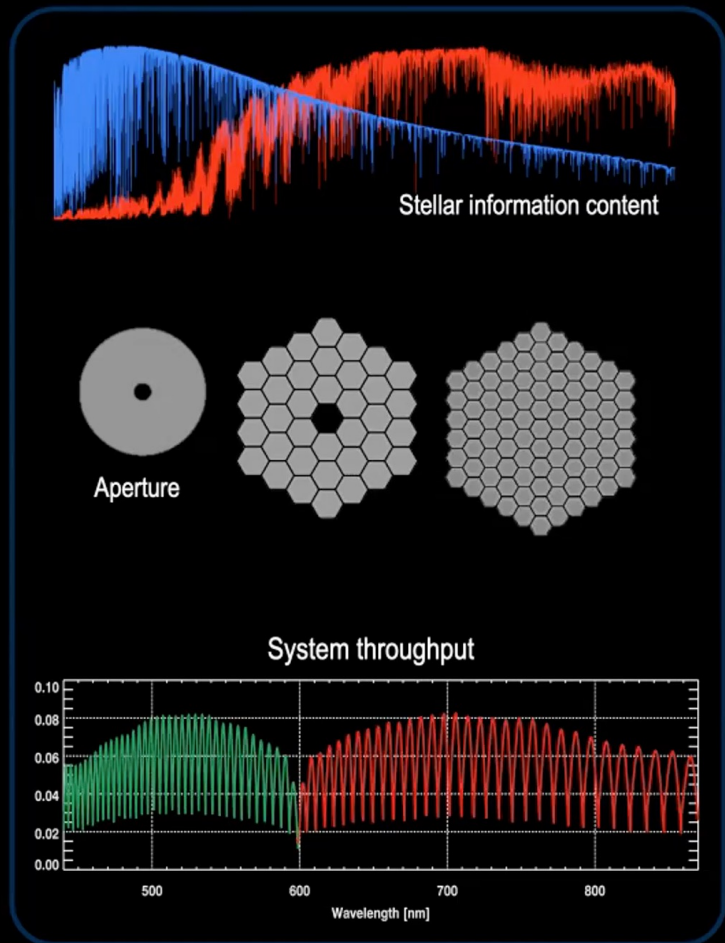 Stellar information content
Aperture
System throughput
0.10
0.08
0.06
0.04
0.02
0.00
500
600
700
800
Wavelength [nm]